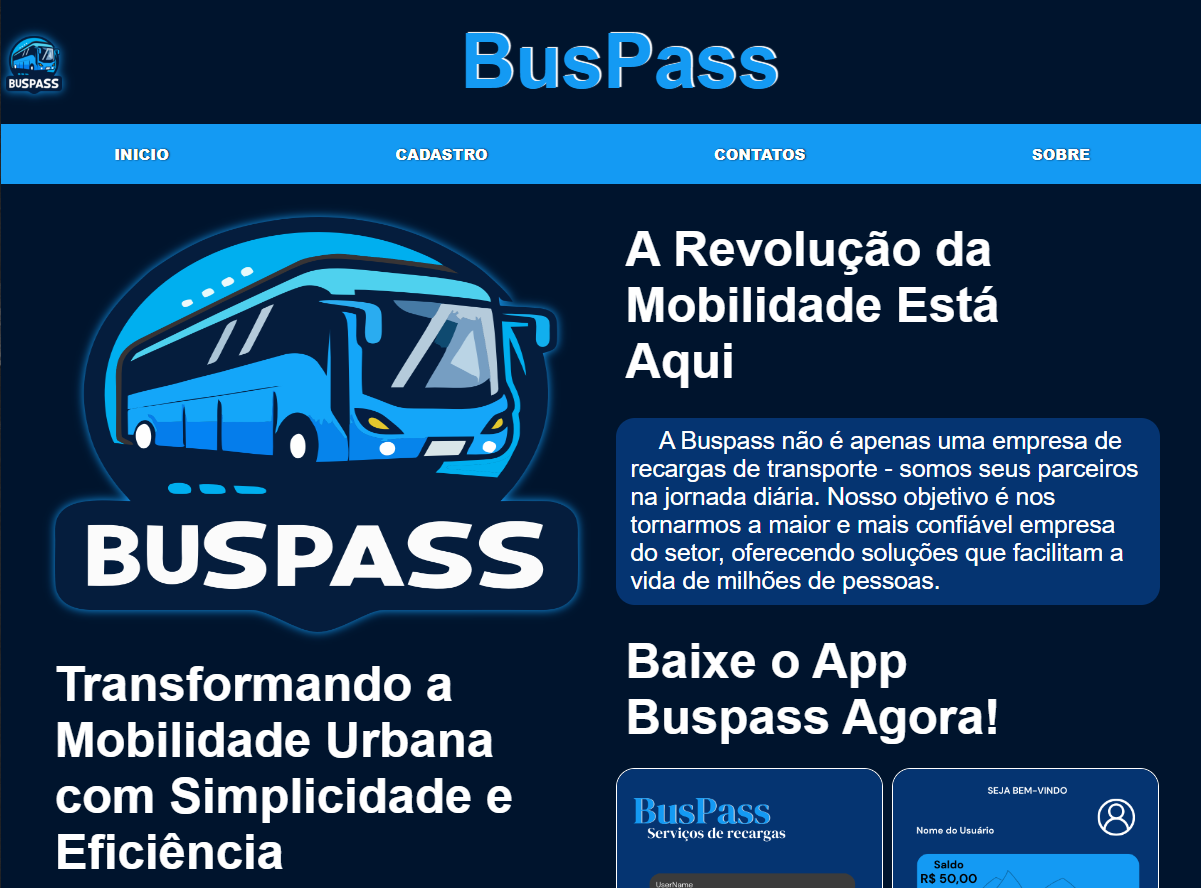 BUSPASS
BusPass
INICIO
CADASTRO
CONTATOS
SOBRE
BUSPASS
Transformando a
Mobilidade Urbana
com Simplicidade e
Eficiência
A Revolução da
Mobilidade Está
Aqui
A Buspass não é apenas uma empresa de
recargas de transporte - somos seus parceiros
na jornada diária. Nosso objetivo é nos
tornarmos a maior e mais confiável empresa
do setor, oferecendo soluções que facilitam a
vida de milhões de pessoas.
Baixe o App
Buspass Agora!
BusPass
Serviços de recargas
UserName
SEJA BEM-VINDO
Nome do Usuário
Saldo
R$ 50,00